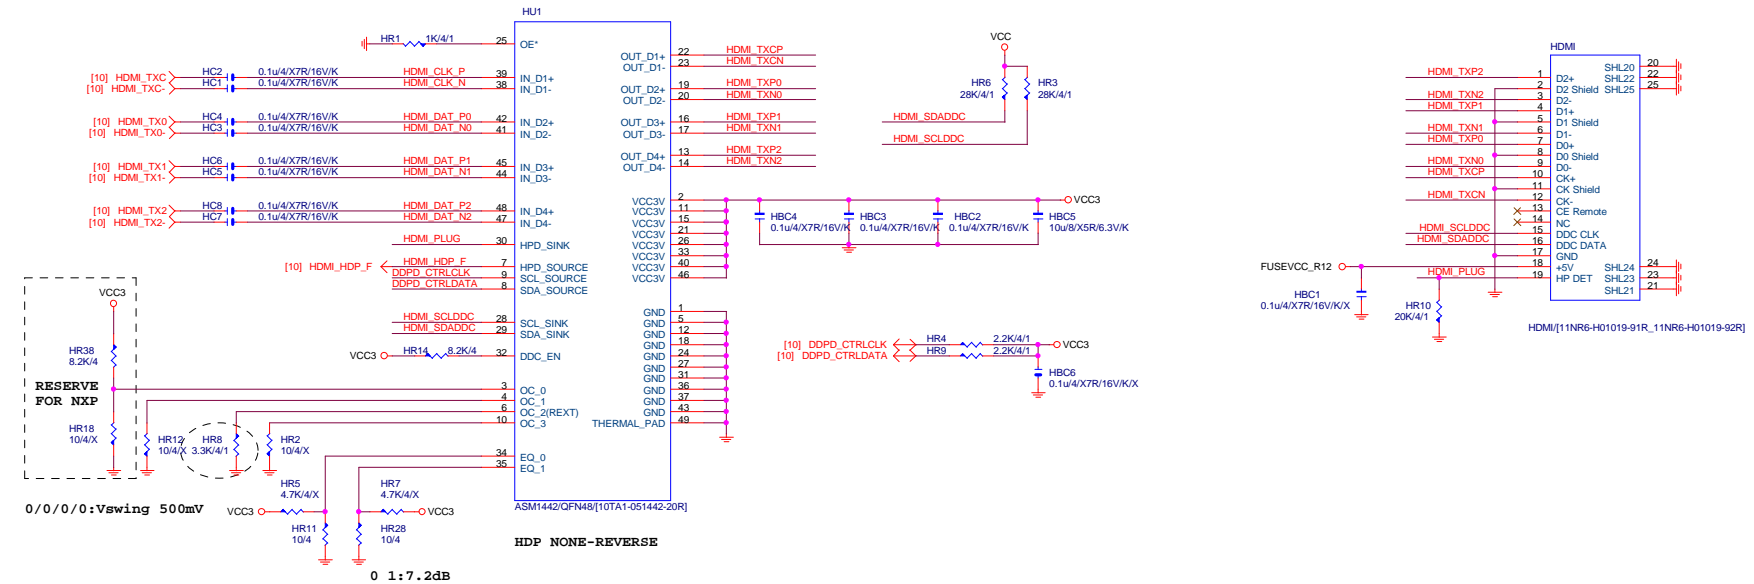 HU1
HR1 1K/4/1 25 OE*
[10] HDMI_TXC HC2 0.1u/4/X7R/16V/K HDMI_CLK_P 39 IN_D1+
[10] HDMI_TXC- HC1 0.1u/4/X7R/16V/K HDMI_CLK_N 38 IN_D1-
[10] HDMI_TX0 HC4 0.1u/4/X7R/16V/K HDMI_DAT_P0 42 IN_D2+
[10] HDMI_TX0- HC3 0.1u/4/X7R/16V/K HDMI_DAT_N0 41 IN_D2-
[10] HDMI_TX1 HC6 0.1u/4/X7R/16V/K HDMI_DAT_P1 45 IN_D3+
[10] HDMI_TX1- HC5 0.1u/4/X7R/16V/K HDMI_DAT_N1 44 IN_D3-
[10] HDMI_TX2 HC8 0.1u/4/X7R/16V/K HDMI_DAT_P2 48 IN_D4+
[10] HDMI_TX2- HC7 0.1u/4/X7R/16V/K HDMI_DAT_N2 47 IN_D4-
HDMI_PLUG 30 HPD_SINK
[10] HDMI_HDP_F HDMI_HDP_F 7 HPD_SOURCE
DDPD_CTRLCLK 9 SCL_SOURCE
DDPD_CTRLDATA 8 SDA_SOURCE
HDMI_SCLDDC 28 SCL_SINK
HDMI_SDADDC 29 SDA_SINK
VCC3 HR14 8.2K/4 32 DDC_EN
3 OC_0
4 OC_1
6 OC_2(REXT)
10 OC_3
34 EQ_0
35 EQ_1
VCC3
HR38
8.2K/4
RESERVE
FOR NXP
HR18
10/4/X
HR12
10/4/X
HR8
3.3K/4/1
HR2
10/4/X
0/0/0/0:Vswing 500mV
HR5
4.7K/4/X
VCC3
HR11
10/4
HR7
4.7K/4/X
VCC3
HR28
10/4
0 1:7.2dB
OUT_D1+ 22 HDMI_TXCP
OUT_D1- 23 HDMI_TXCN
OUT_D2+ 19 HDMI_TXP0
OUT_D2- 20 HDMI_TXN0
OUT_D3+ 16 HDMI_TXP1
OUT_D3- 17 HDMI_TXN1
OUT_D4+ 13 HDMI_TXP2
OUT_D4- 14 HDMI_TXN2
VCC3V 2
VCC3V 11
VCC3V 15
VCC3V 21
VCC3V 26
VCC3V 33
VCC3V 40
VCC3V 46
GND 1
GND 5
GND 12
GND 18
GND 24
GND 27
GND 31
GND 36
GND 37
GND 43
THERMAL_PAD 49
ASM1442/QFN48/[10TA1-051442-20R]
HDP NONE-REVERSE
VCC3
HBC4
0.1u/4/X7R/16V/K
HBC3
0.1u/4/X7R/16V/K
HBC2
0.1u/4/X7R/16V/K
HBC5
10u/8/X5R/6.3V/K
VCC
HR6
28K/4/1
HR3
28K/4/1
HDMI_SDADDC
HDMI_SCLDDC
[10] DDPD_CTRLCLK HR4 2.2K/4/1 VCC3
[10] DDPD_CTRLDATA HR9 2.2K/4/1
HBC6
0.1u/4/X7R/16V/K/X
HDMI
HDMI_TXP2 1 D2+
2 D2 Shield
HDMI_TXN2 3 D2-
HDMI_TXP1 4 D1+
5 D1 Shield
HDMI_TXN1 6 D1-
HDMI_TXP0 7 D0+
8 D0 Shield
HDMI_TXN0 9 D0-
HDMI_TXCP 10 CK+
11 CK Shield
HDMI_TXCN 12 CK-
13 CE Remote
14 NC
HDMI_SCLDDC 15 DDC CLK
HDMI_SDADDC 16 DDC DATA
17 GND
FUSEVCC_R12 18 +5V
HDMI_PLUG 19 HP DET
SHL20 20
SHL22 22
SHL25 25
SHL24 24
SHL23 23
SHL21 21
HBC1
0.1u/4/X7R/16V//K/X
HR10
20K/4/1
HDMI/[11NR6-H01019-91R_11NR6-H01019-92R]